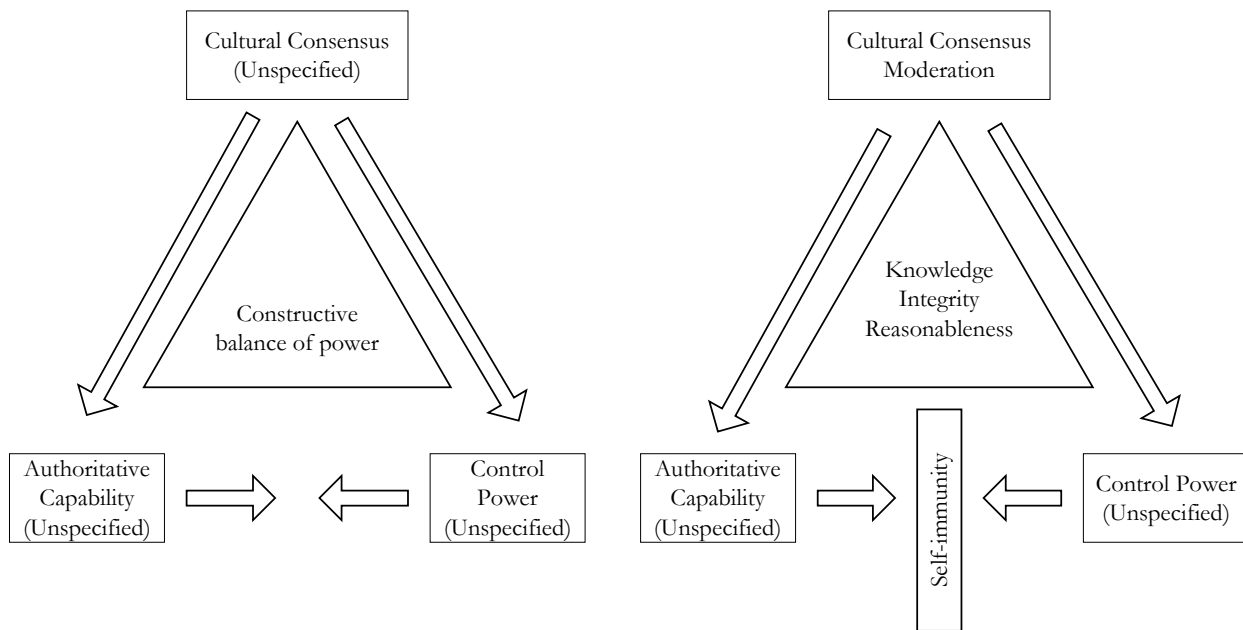 Cultural Consensus
(Unspecified)
Constructive
balance of power
Authoritative
Capability
(Unspecified)
Control
Power
(Unspecified)
Cultural Consensus
Moderation
Knowledge
Integrity
Reasonableness
Authoritative
Capability
(Unspecified)
Self-immunity
Control Power
(Unspecified)